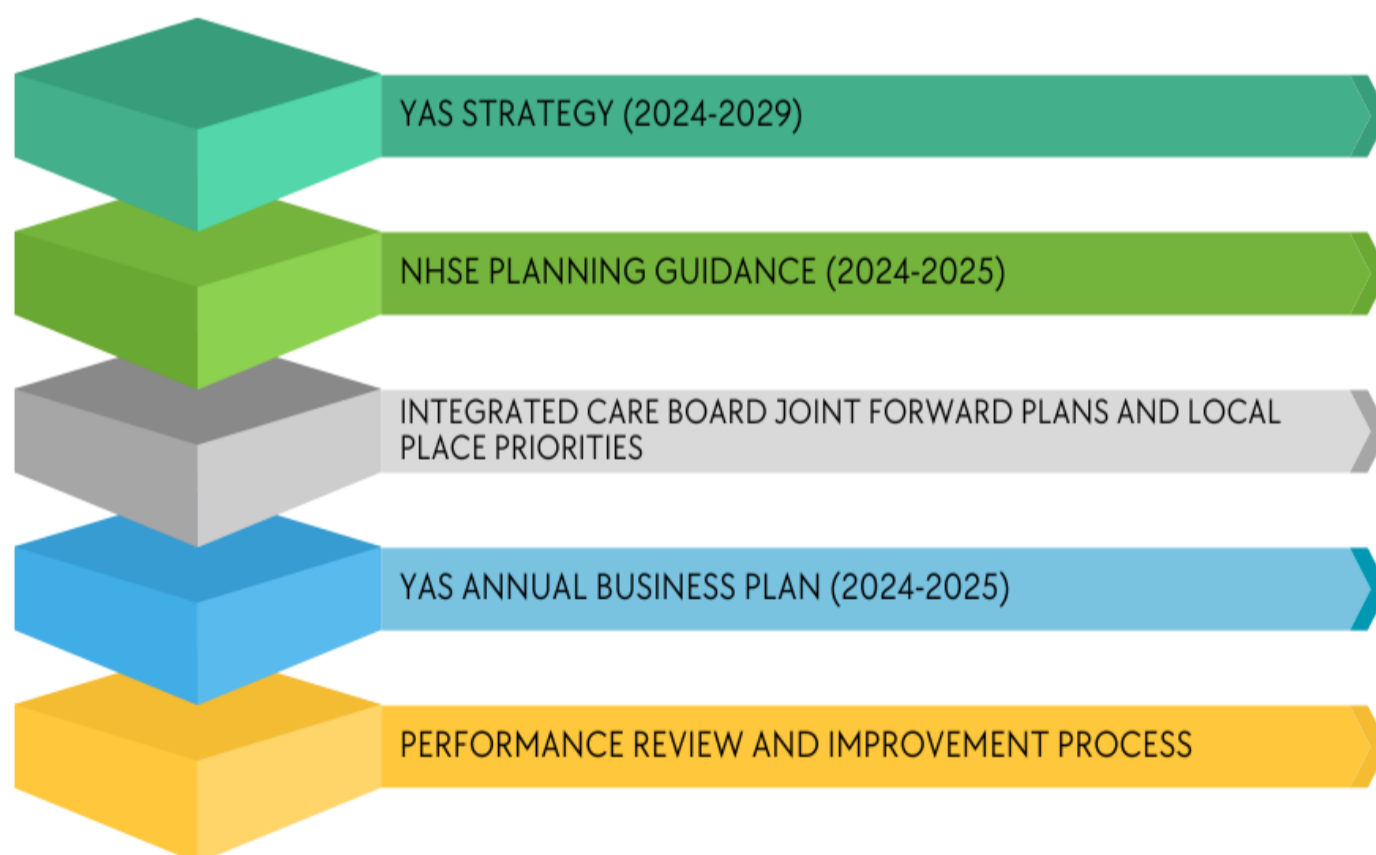 YAS STRATEGY (2024-2029)
NHSE PLANNING GUIDANCE (2024-2025)
INTEGRATED CARE BOARD JOINT FORWARD PLANS AND LOCAL
PLACE PRIORITIES
YAS ANNUAL BUSINESS PLAN (2024-2025)
PERFORMANCE REVIEW AND IMPROVEMENT PROCESS